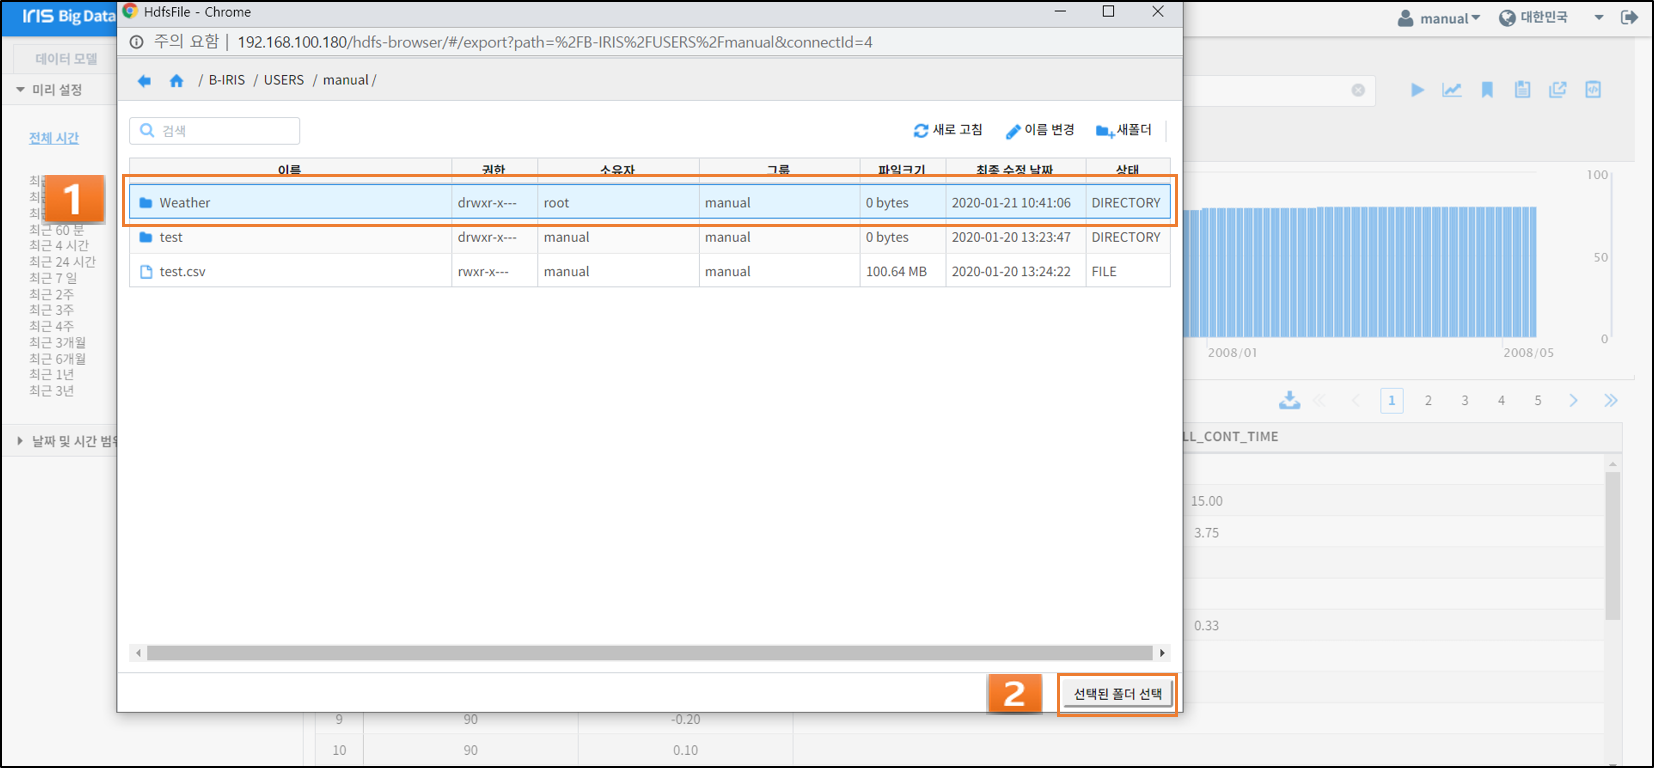 IRIS Big Data
HdfsFile - Chrome
manual
대한민국
주의 요함 | 192.168.100.180/hdfs-browser/#/export?path=%2FB-IRIS%2FUSERS%2Fmanual&connectId=4
데이터 모델
/ B-IRIS / USERS / manual /
미리 설정
검색
새로 고침
이름 변경
새폴더
전체 시간
이름 권한 소유자 그룹 파일크기 최종 수정 날짜 상태
1
Weather drwxr-x--- root manual 0 bytes 2020-01-21 10:41:06 DIRECTORY
test drwxr-x--- manual manual 0 bytes 2020-01-20 13:23:47 DIRECTORY
test.csv rwxr-x--- manual manual 100.64 MB 2020-01-20 13:24:22 FILE
최근
최근
최근
최근 60 분
최근 4 시간
최근 24 시간
최근 7 일
최근 2주
최근 3주
최근 4주
최근 3개월
최근 6개월
최근 1년
최근 3년
날짜 및 시간 범위
100
50
0
2008/01 2008/05
1 2 3 4 5
LL_CONT_TIME
15.00
3.75
0.33
2
선택된 폴더 선택
9 90 -0.20
10 90 0.10